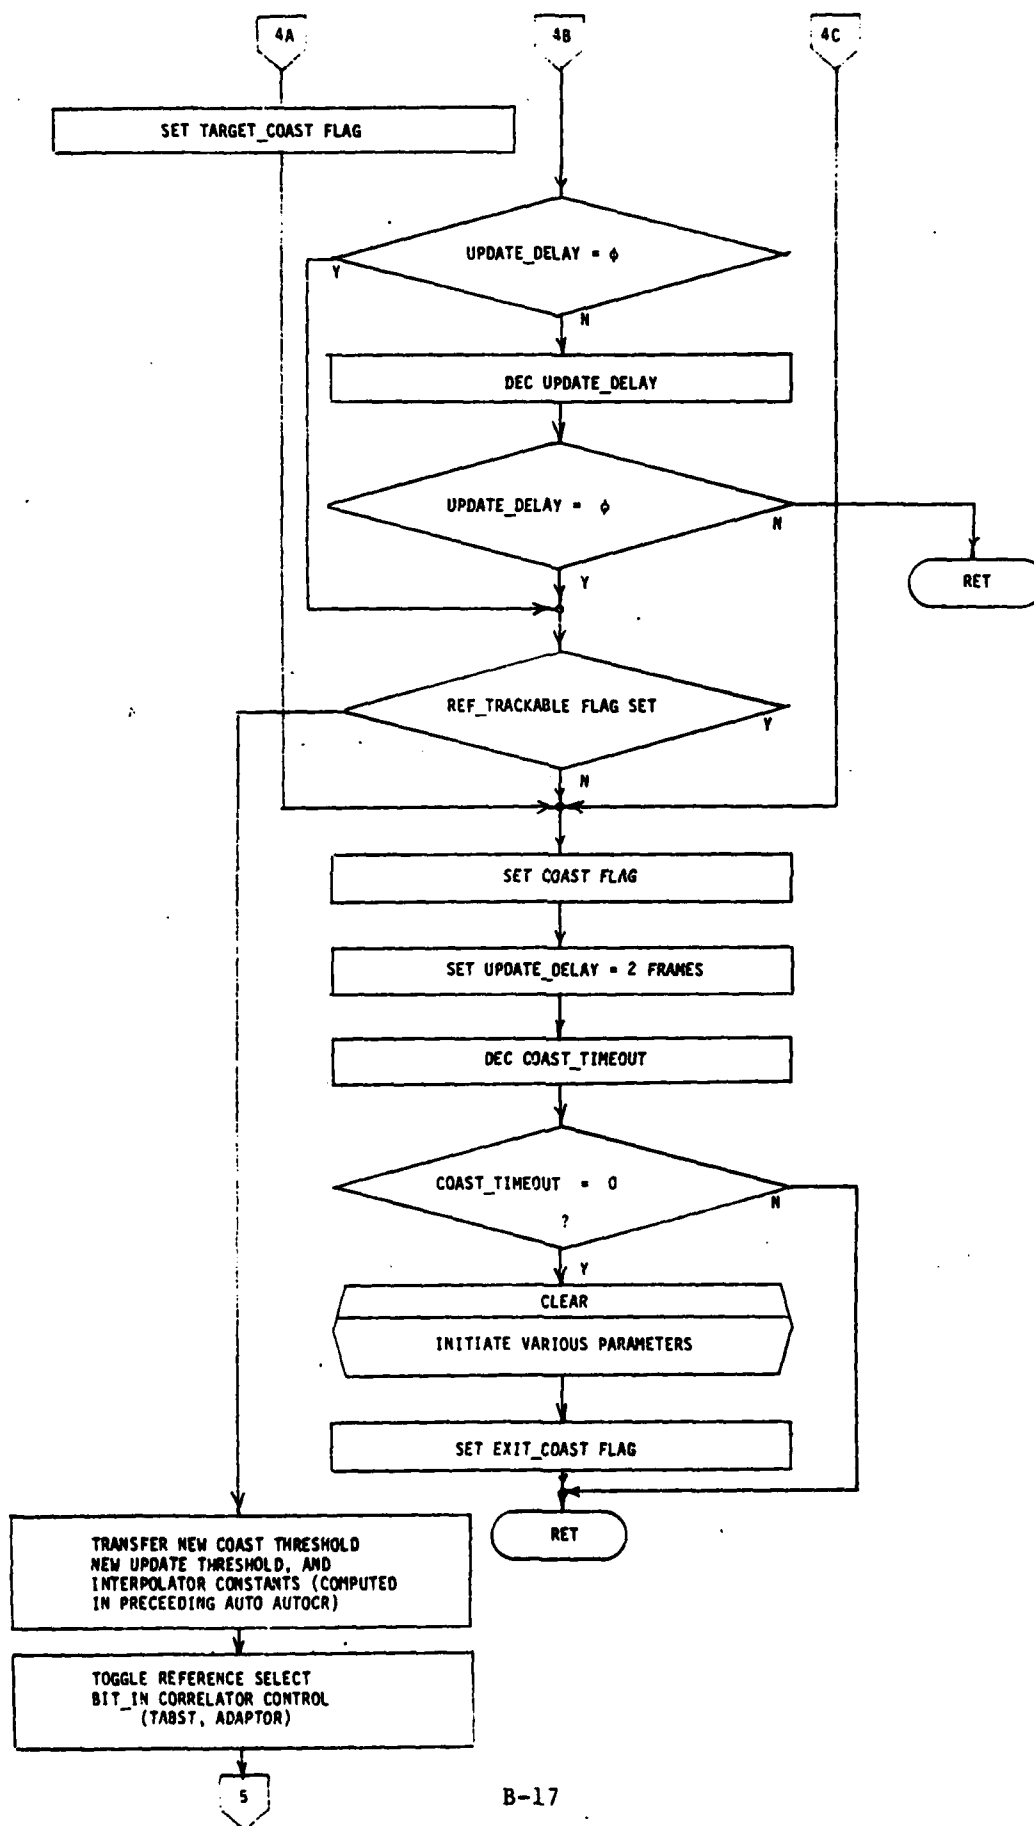 4A
4B
4C
SET TARGET_COAST FLAG
UPDATE_DELAY = ϕ
Y
N
DEC UPDATE_DELAY
UPDATE_DELAY = ϕ
N
Y
RET
REF_TRACKABLE FLAG SET
Y
N
SET COAST FLAG
SET UPDATE_DELAY = 2 FRAMES
DEC COAST_TIMEOUT
COAST_TIMEOUT = 0
?
N
Y
CLEAR
INITIATE VARIOUS PARAMETERS
SET EXIT_COAST FLAG
RET
TRANSFER NEW COAST THRESHOLD
NEW UPDATE THRESHOLD, AND
INTERPOLATOR CONSTANTS (COMPUTED
IN PRECEEDING AUTO AUTOCR)
TOGGLE REFERENCE SELECT
BIT_IN CORRELATOR CONTROL
(TABST, ADAPTOR)
5
B-17